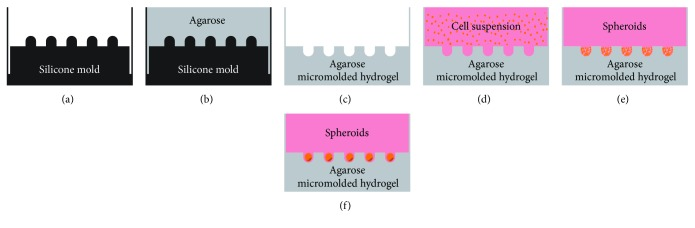 Silicone mold
(a)
Agarose
Silicone mold
(b)
Agarose
micromolded hydrogel
(c)
Cell suspension
Agarose
micromolded hydrogel
(d)
Spheroids
Agarose
micromolded hydrogel
(e)
Spheroids
Agarose
micromolded hydrogel
(f)